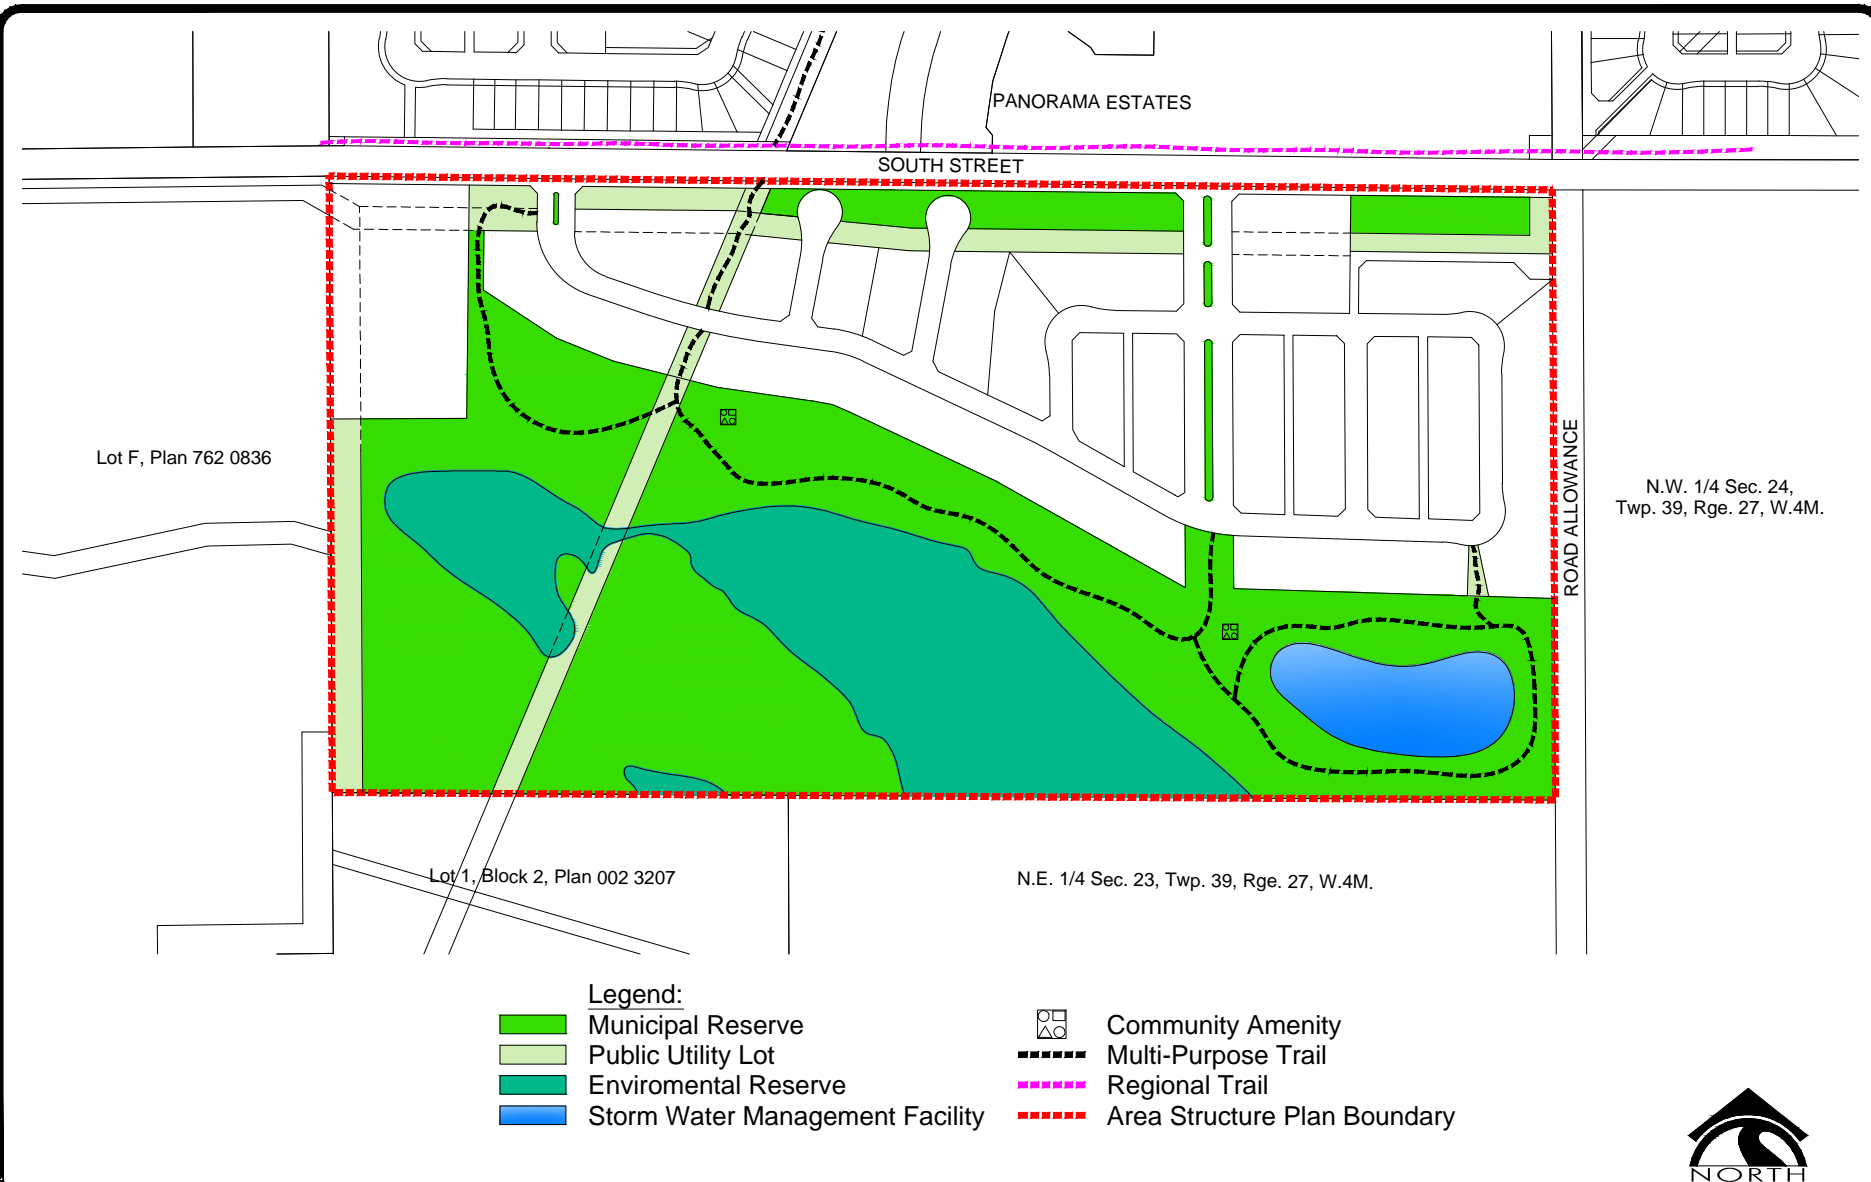 PANORAMA ESTATES
SOUTH STREET
Lot F, Plan 762 0836
ROAD ALLOWANCE
N.W. 1/4 Sec. 24,
Twp. 39, Rge. 27, W.4M.
Lot 1, Block 2, Plan 002 3207
N.E. 1/4 Sec. 23, Twp. 39, Rge. 27, W.4M.
Legend:
Municipal Reserve
Public Utility Lot
Enviromental Reserve
Storm Water Management Facility
Community Amenity
Multi-Purpose Trail
Regional Trail
Area Structure Plan Boundary
NORTH